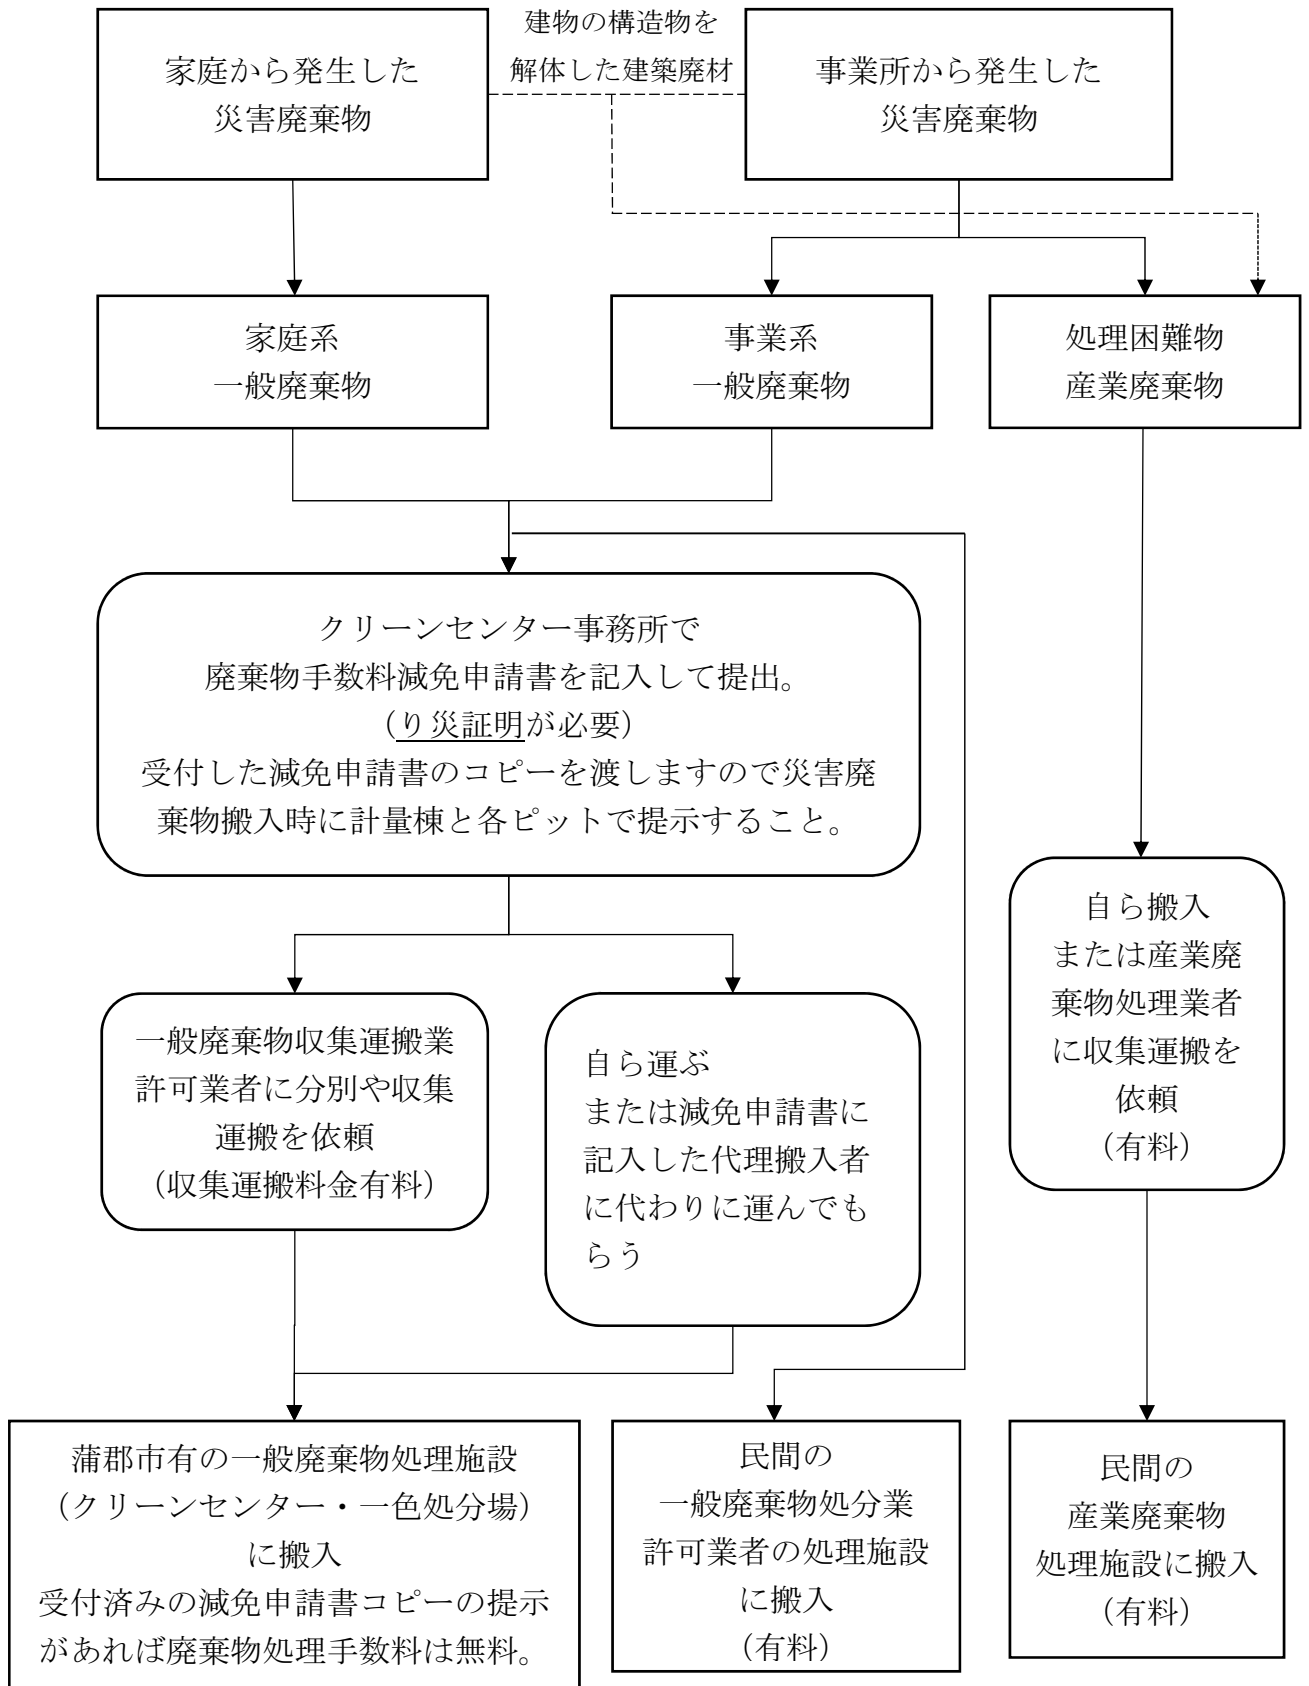 家庭から発生した
災害廃棄物
建物の構造物を
解体した建築廃材
事業所から発生した
災害廃棄物
家庭系
一般廃棄物
事業系
一般廃棄物
処理困難物
産業廃棄物
クリーンセンター事務所で
廃棄物手数料減免申請書を記入して提出。
（り災証明が必要）
受付した減免申請書のコピーを渡しますので災害廃
棄物搬入時に計量棟と各ピットで提示すること。
一般廃棄物収集運搬業
許可業者に分別や収集
運搬を依頼
（収集運搬料金有料）
自ら運ぶ
または減免申請書に
記入した代理搬入者
に代わりに運んでも
らう
自ら搬入
または産業廃
棄物処理業者
に収集運搬を
依頼
（有料）
蒲郡市有の一般廃棄物処理施設
（クリーンセンター・一色処分場）
に搬入
受付済みの減免申請書コピーの提示
があれば廃棄物処理手数料は無料。
民間の
一般廃棄物処分業
許可業者の処理施設
に搬入
（有料）
民間の
産業廃棄物
処理施設に搬入
（有料）